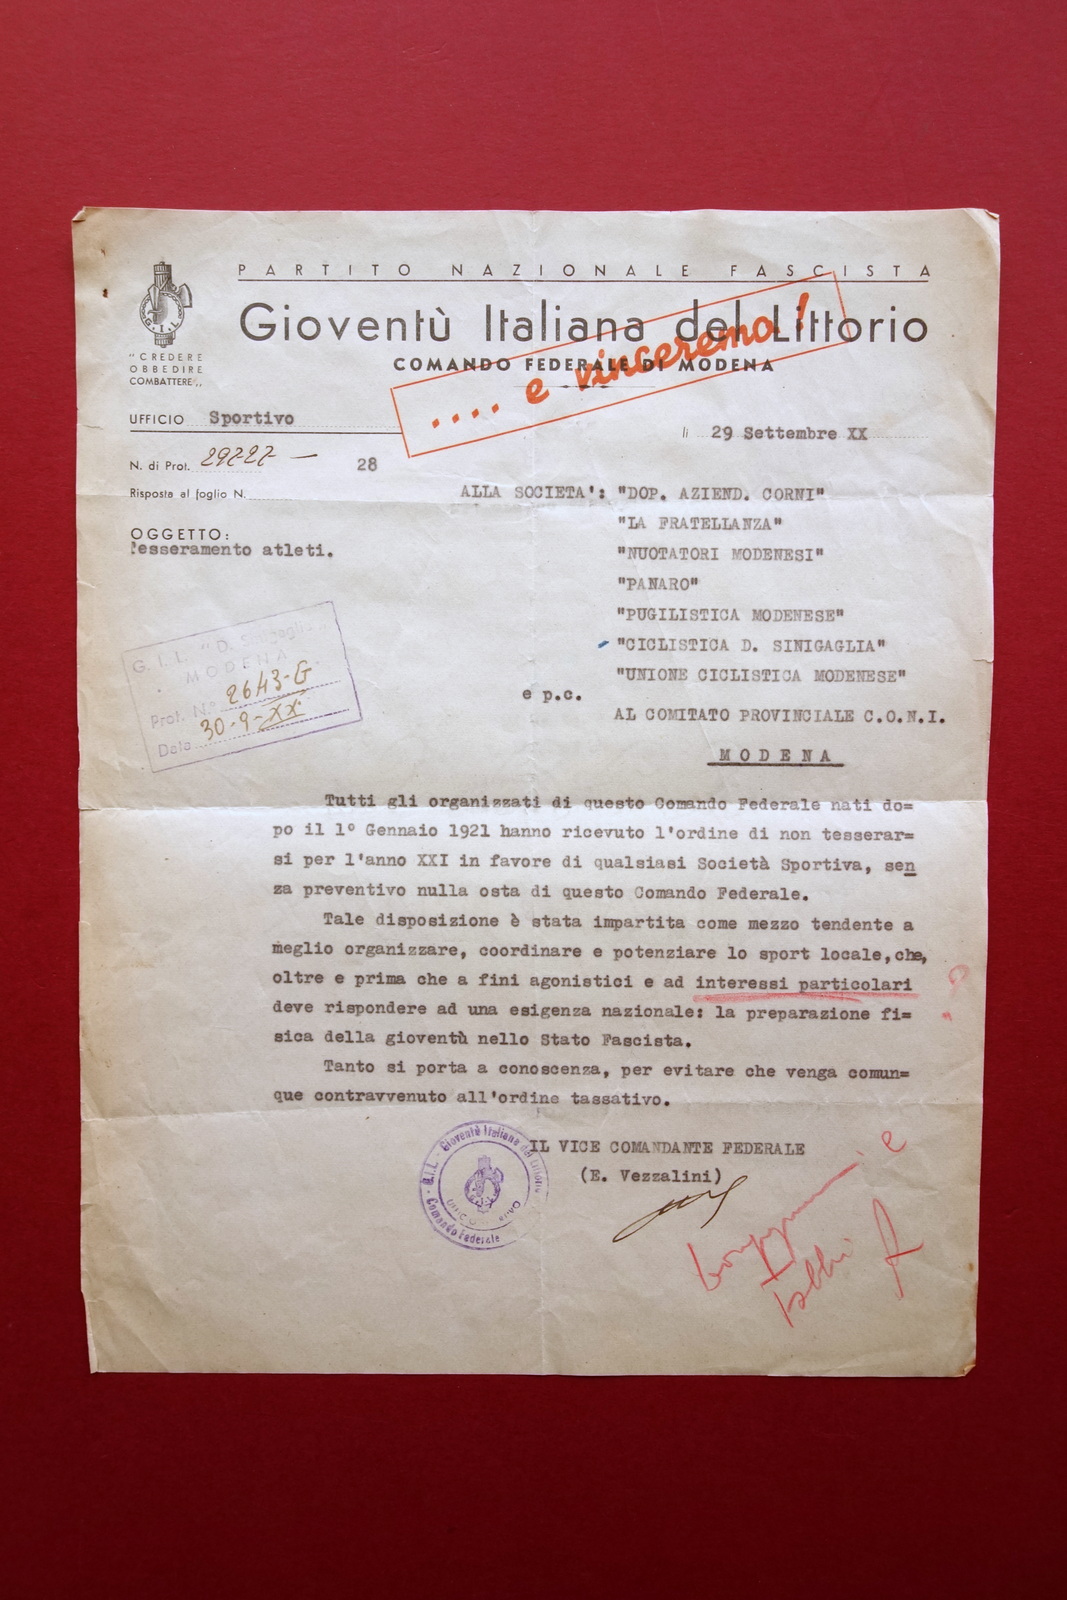 PARTITO NAZIONALE FASCISTA
Gioventù Italiana del Littorio
COMANDO FEDERALE DI MODENA
.... e vinceremo!
G.I.L.
"CREDERE
OBBEDIRE
COMBATTERE„
UFFICIO Sportivo
lì 29 Settembre XX
N. di Prot. 29727 — 28
Risposta al foglio N.
OGGETTO:
Tesseramento atleti.
ALLA SOCIETA': "DOP. AZIEND. CORNI"
"LA FRATELLANZA"
"NUOTATORI MODENESI"
"PANARO"
"PUGILISTICA MODENESE"
"CICLISTICA D. SINIGAGLIA"
"UNIONE CICLISTICA MODENESE"
e p.c.
AL COMITATO PROVINCIALE C.O.N.I.
MODENA
G.I.L. "D. Sinigaglia"
MODENA
Prot. N° 2643-G
Data 30-9-XX
Tutti gli organizzati di questo Comando Federale nati do=
po il 1° Gennaio 1921 hanno ricevuto l'ordine di non tesserar=
si per l'anno XXI in favore di qualsiasi Società Sportiva, sen
za preventivo nulla osta di questo Comando Federale.
Tale disposizione è stata impartita come mezzo tendente a
meglio organizzare, coordinare e potenziare lo sport locale, che,
oltre e prima che a fini agonistici e ad interessi particolari
deve rispondere ad una esigenza nazionale: la preparazione fi=
sica della gioventù nello Stato Fascista.
Tanto si porta a conoscenza, per evitare che venga comun=
que contravvenuto all'ordine tassativo.
IL VICE COMANDANTE FEDERALE
(E. Vezzalini)
G.I.L. - Gioventù Italiana del Littorio
Comando Federale